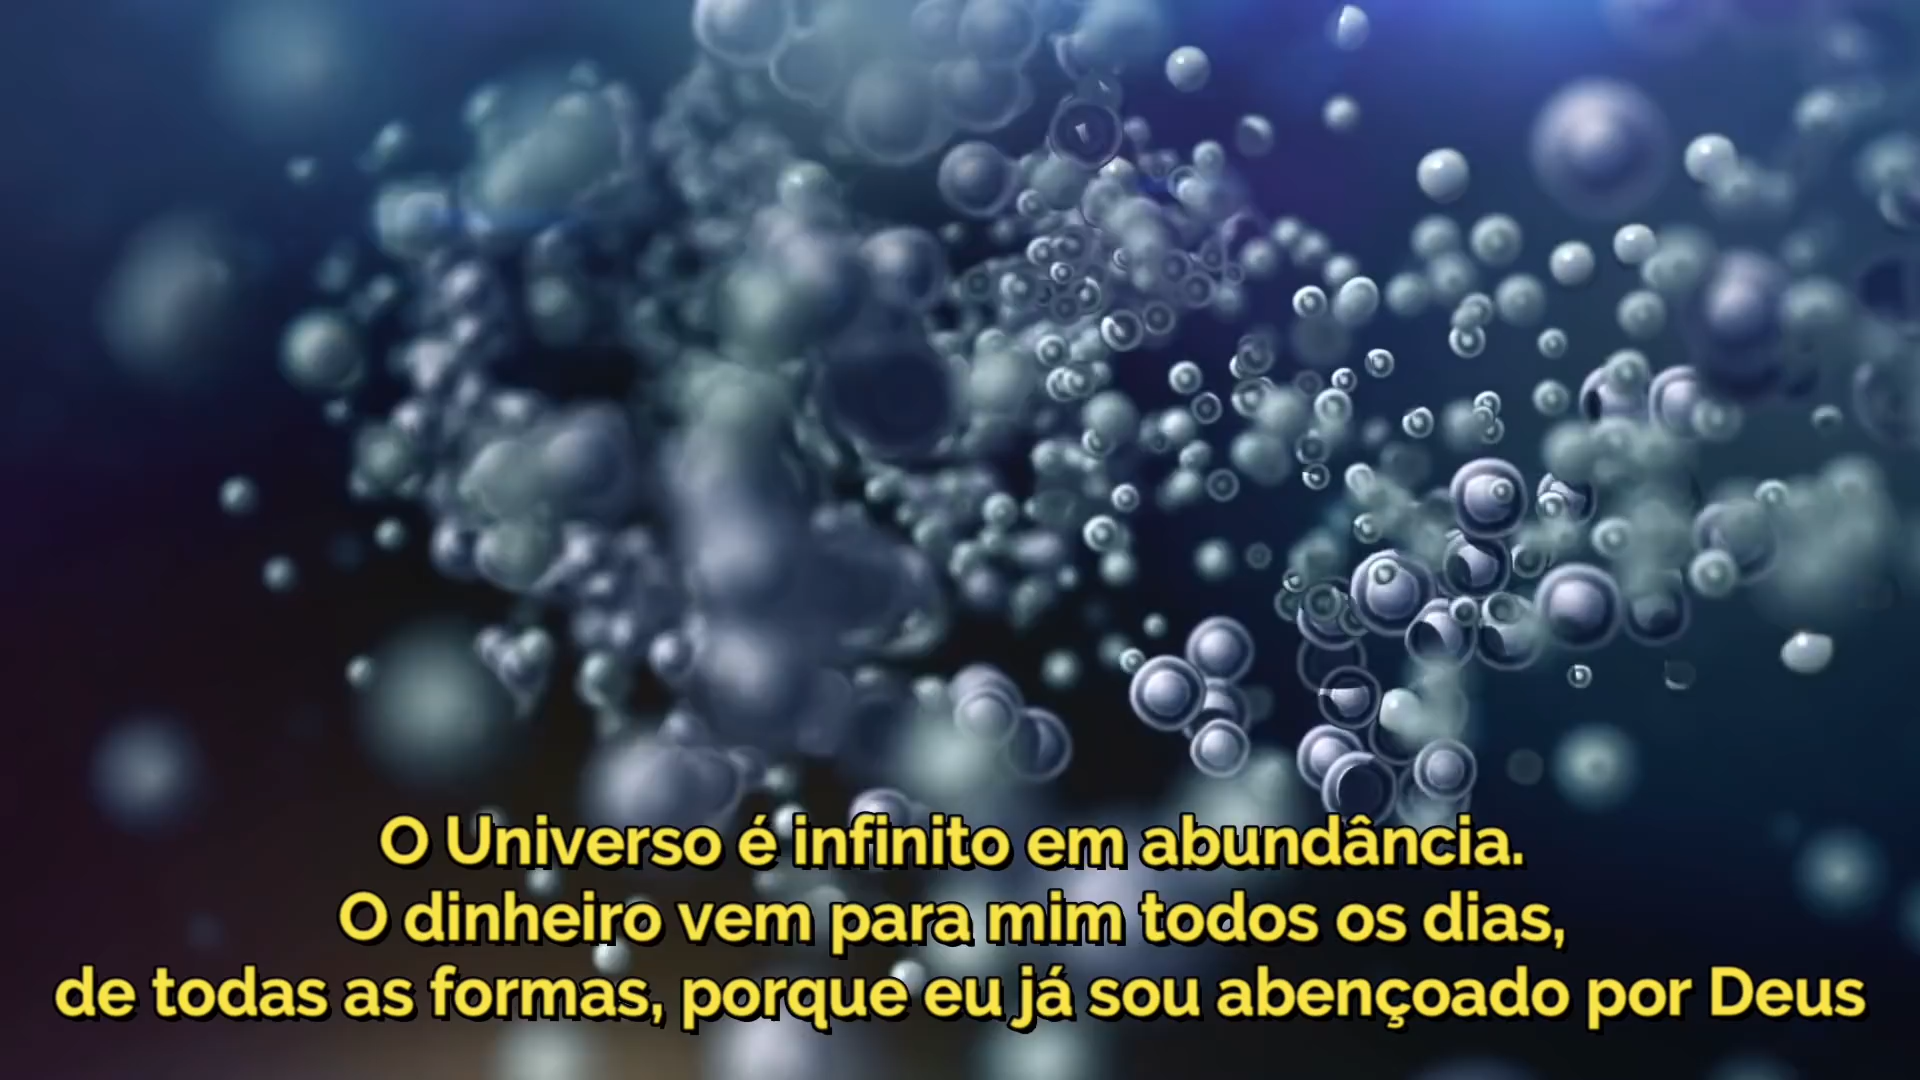 O Universo é infinito em abundância.
O dinheiro vem para mim todos os dias,
de todas as formas, porque eu já sou abençoado por Deus